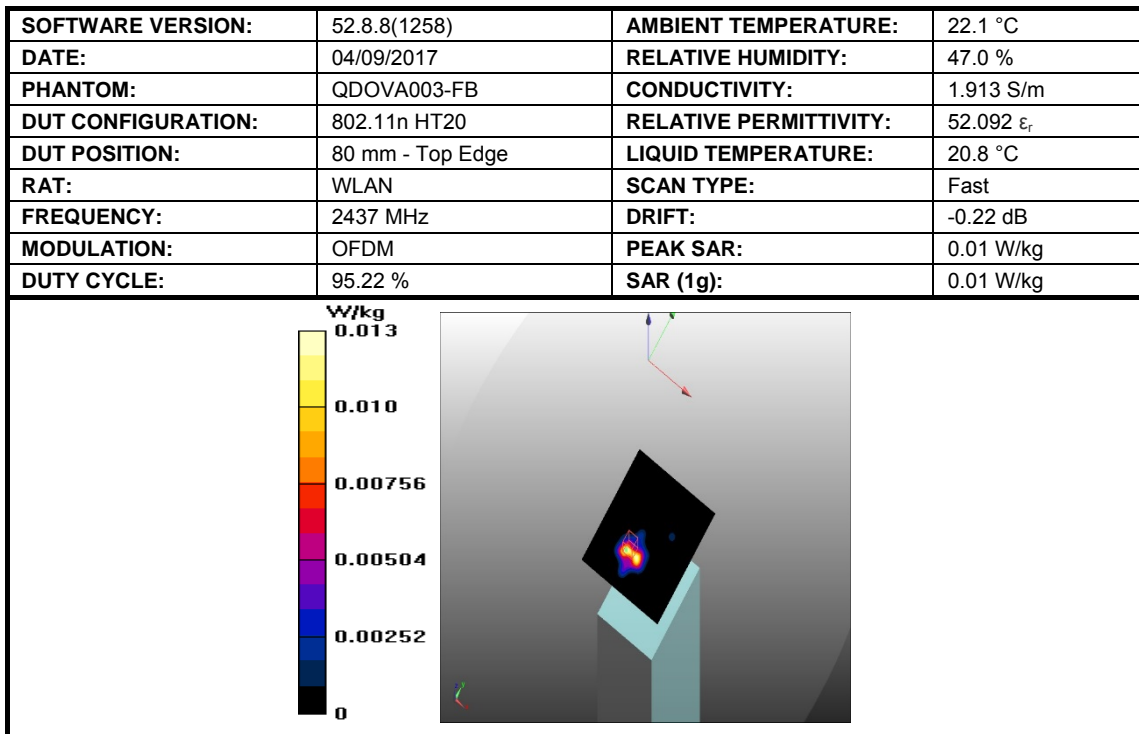 SOFTWARE VERSION: 52.8.8(1258) AMBIENT TEMPERATURE: 22.1 °C
DATE: 04/09/2017 RELATIVE HUMIDITY: 47.0 %
PHANTOM: QDOVA003-FB CONDUCTIVITY: 1.913 S/m
DUT CONFIGURATION: 802.11n HT20 RELATIVE PERMITTIVITY: 52.092 εr
DUT POSITION: 80 mm - Top Edge LIQUID TEMPERATURE: 20.8 °C
RAT: WLAN SCAN TYPE: Fast
FREQUENCY: 2437 MHz DRIFT: -0.22 dB
MODULATION: OFDM PEAK SAR: 0.01 W/kg
DUTY CYCLE: 95.22 % SAR (1g): 0.01 W/kg
W/kg
0.013
0.010
0.00756
0.00504
0.00252
0